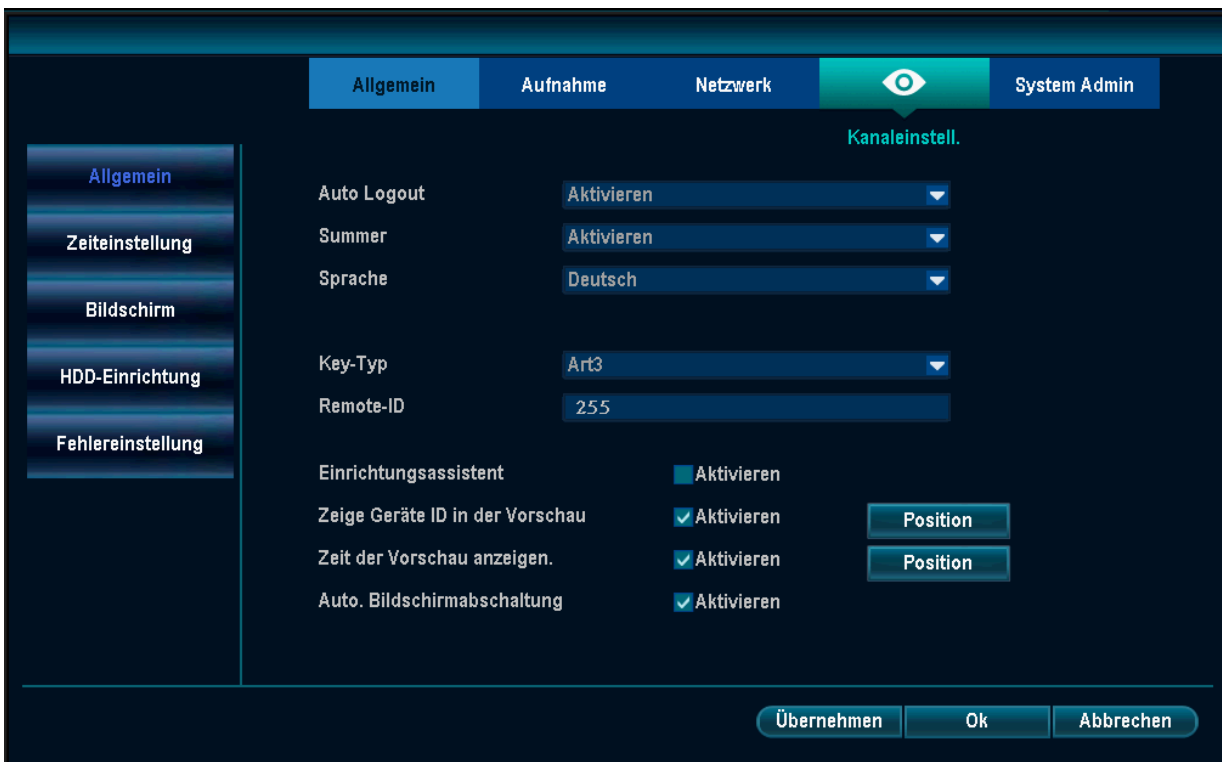 Allgemein Aufnahme Netzwerk System Admin
Kanaleinstell.
Allgemein
Zeiteinstellung
Bildschirm
HDD-Einrichtung
Fehlereinstellung
Auto Logout Aktivieren
Summer Aktivieren
Sprache Deutsch
Key-Typ Art3
Remote-ID 255
Einrichtungsassistent Aktivieren
Zeige Geräte ID in der Vorschau Aktivieren Position
Zeit der Vorschau anzeigen. Aktivieren Position
Auto. Bildschirmabschaltung Aktivieren
Übernehmen Ok Abbrechen